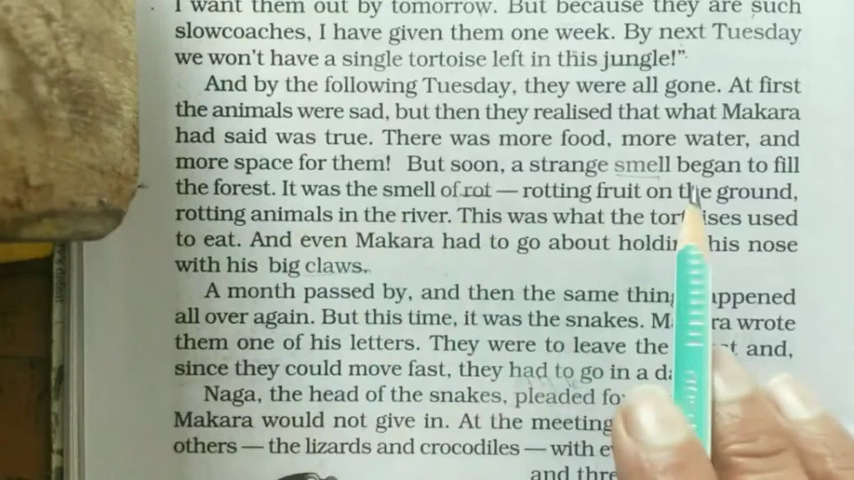 I want them out by tomorrow. But because they are such
slowcoaches, I have given them one week. By next Tuesday
we won't have a single tortoise left in this jungle!"
And by the following Tuesday, they were all gone. At first
the animals were sad, but then they realised that what Makara
had said was true. There was more food, more water, and
more space for them! But soon, a strange smell began to fill
the forest. It was the smell of rot — rotting fruit on the ground,
rotting animals in the river. This was what the tortoises used
to eat. And even Makara had to go about holding his nose
with his big claws.
A month passed by, and then the same thing happened
all over again. But this time, it was the snakes. Makara wrote
them one of his letters. They were to leave the and,
since they could move fast, they had to go in a
Naga, the head of the snakes, pleaded
Makara would not give in. At the meeting
others — the lizards and crocodiles — with
and